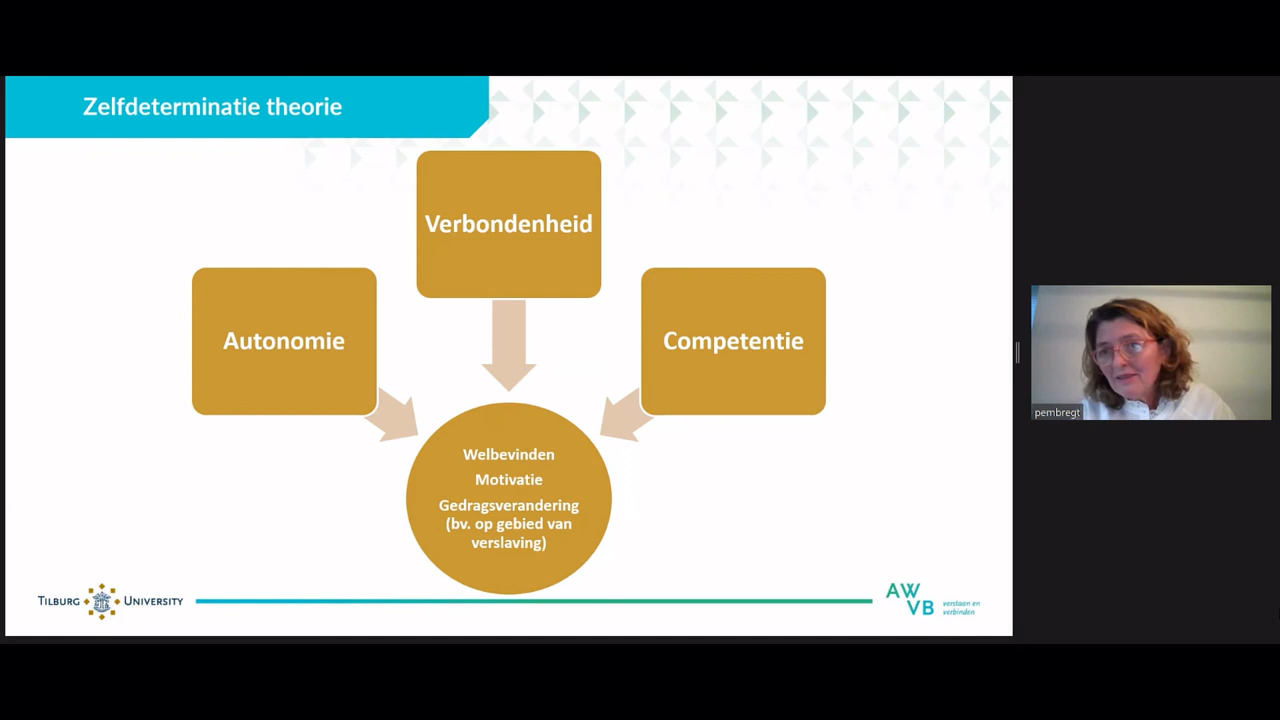 Zelfdeterminatie theorie
Verbondenheid
Autonomie
Competentie
Welbevinden
Motivatie
Gedragsverandering
(bv. op gebied van
verslaving)
TILBURG UNIVERSITY
AW
VB
verstaan en
verbinden
pembregt